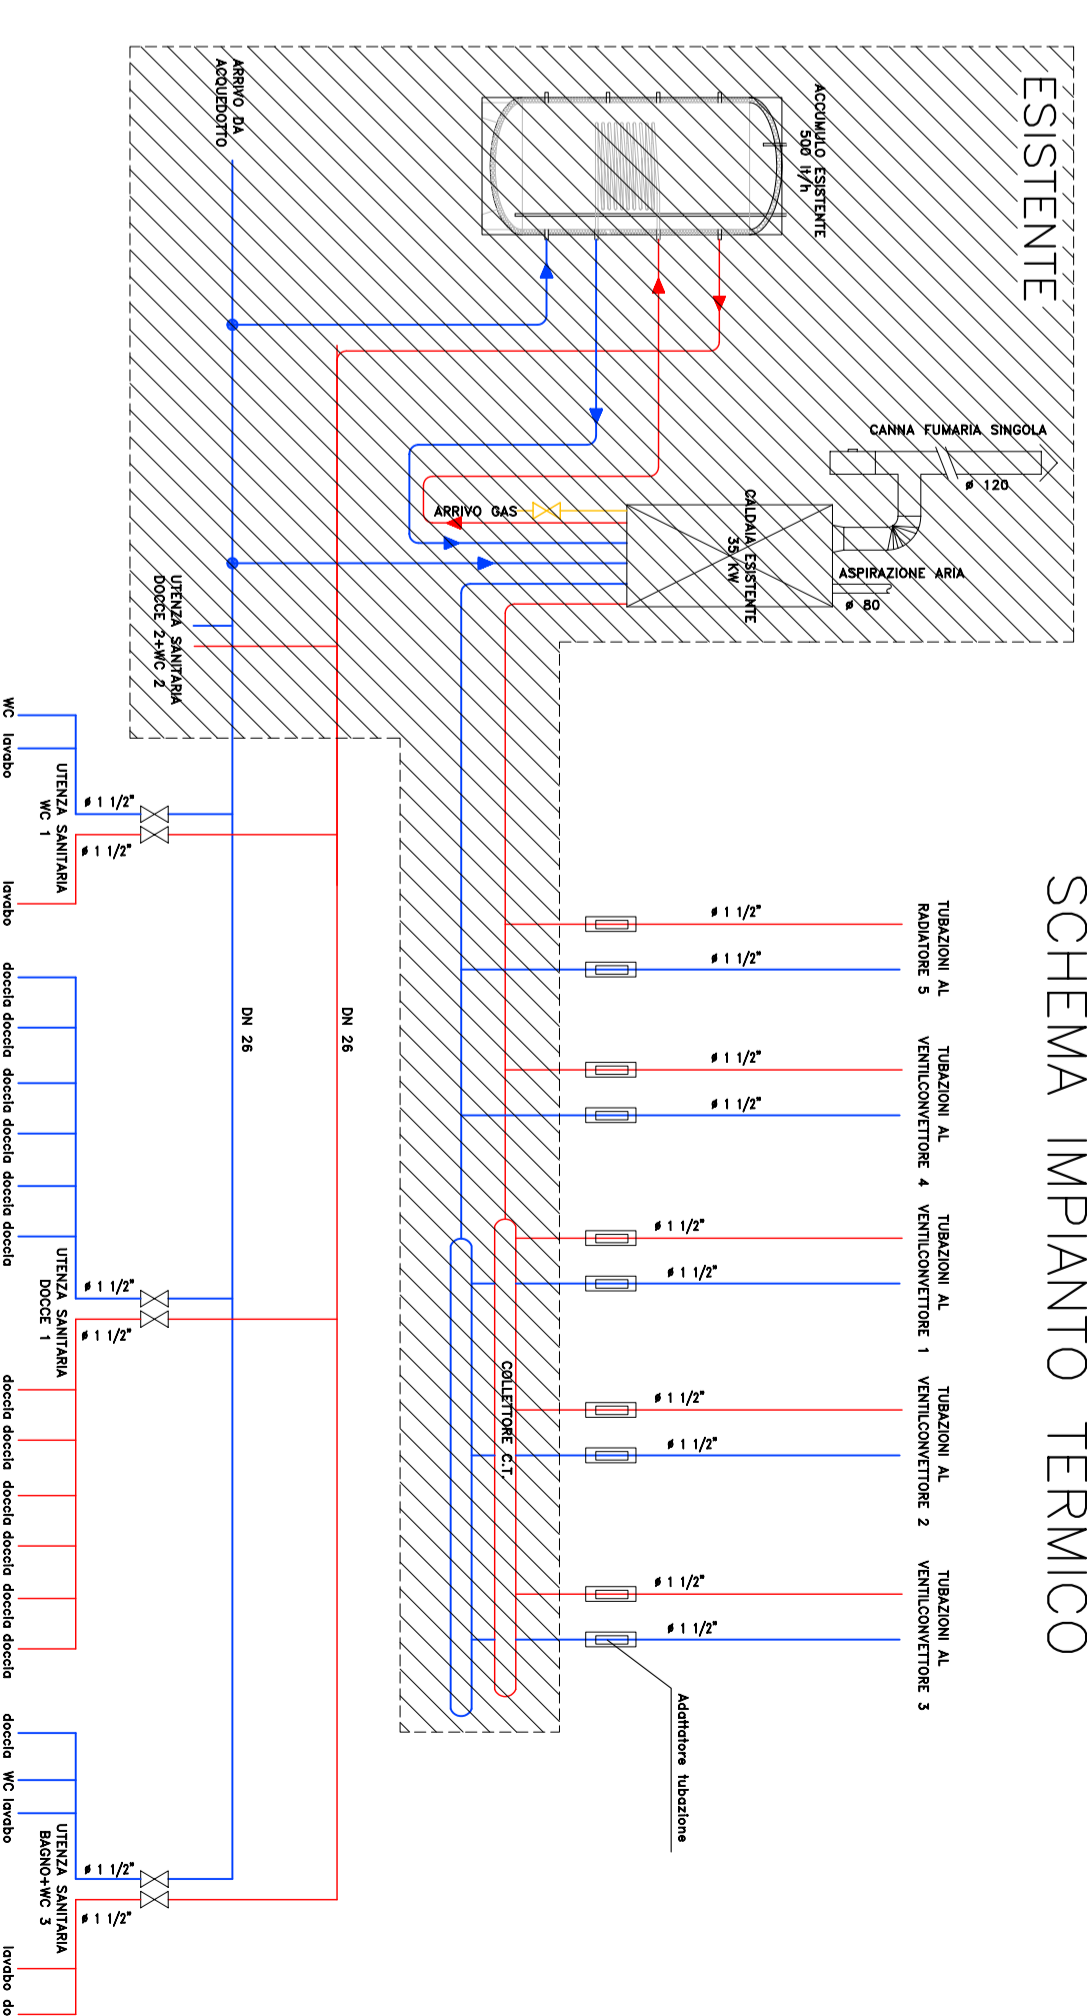 SCHEMA IMPIANTO TERMICO
ESISTENTE
CANNA FUMARIA SINGOLA
ø 120
ASPIRAZIONE ARIA
ø 80
ACCUMULO ESISTENTE
500 lt/h
CALDAIA ESISTENTE
35 KW
ARRIVO GAS
ARRIVO DA
ACQUEDOTTO
UTENZA SANITARIA
DOCCE 2+WC 2
TUBAZIONI AL
RADIATORE 5
TUBAZIONI AL
VENTILCONVETTORE 4
TUBAZIONI AL
VENTILCONVETTORE 1
TUBAZIONI AL
VENTILCONVETTORE 2
TUBAZIONI AL
VENTILCONVETTORE 3
ø 1 1/2"
ø 1 1/2"
ø 1 1/2"
ø 1 1/2"
ø 1 1/2"
ø 1 1/2"
ø 1 1/2"
ø 1 1/2"
ø 1 1/2"
ø 1 1/2"
Adattatore tubazione
COLLETTORE C.T.
DN 26
DN 26
ø 1 1/2"
ø 1 1/2"
UTENZA SANITARIA
WC 1
WC lavabo
lavabo
ø 1 1/2"
ø 1 1/2"
UTENZA SANITARIA
DOCCE 1
doccia doccia doccia doccia doccia doccia
doccia doccia doccia doccia doccia doccia
ø 1 1/2"
ø 1 1/2"
UTENZA SANITARIA
BAGNO+WC 3
doccia WC lavabo
lavabo do